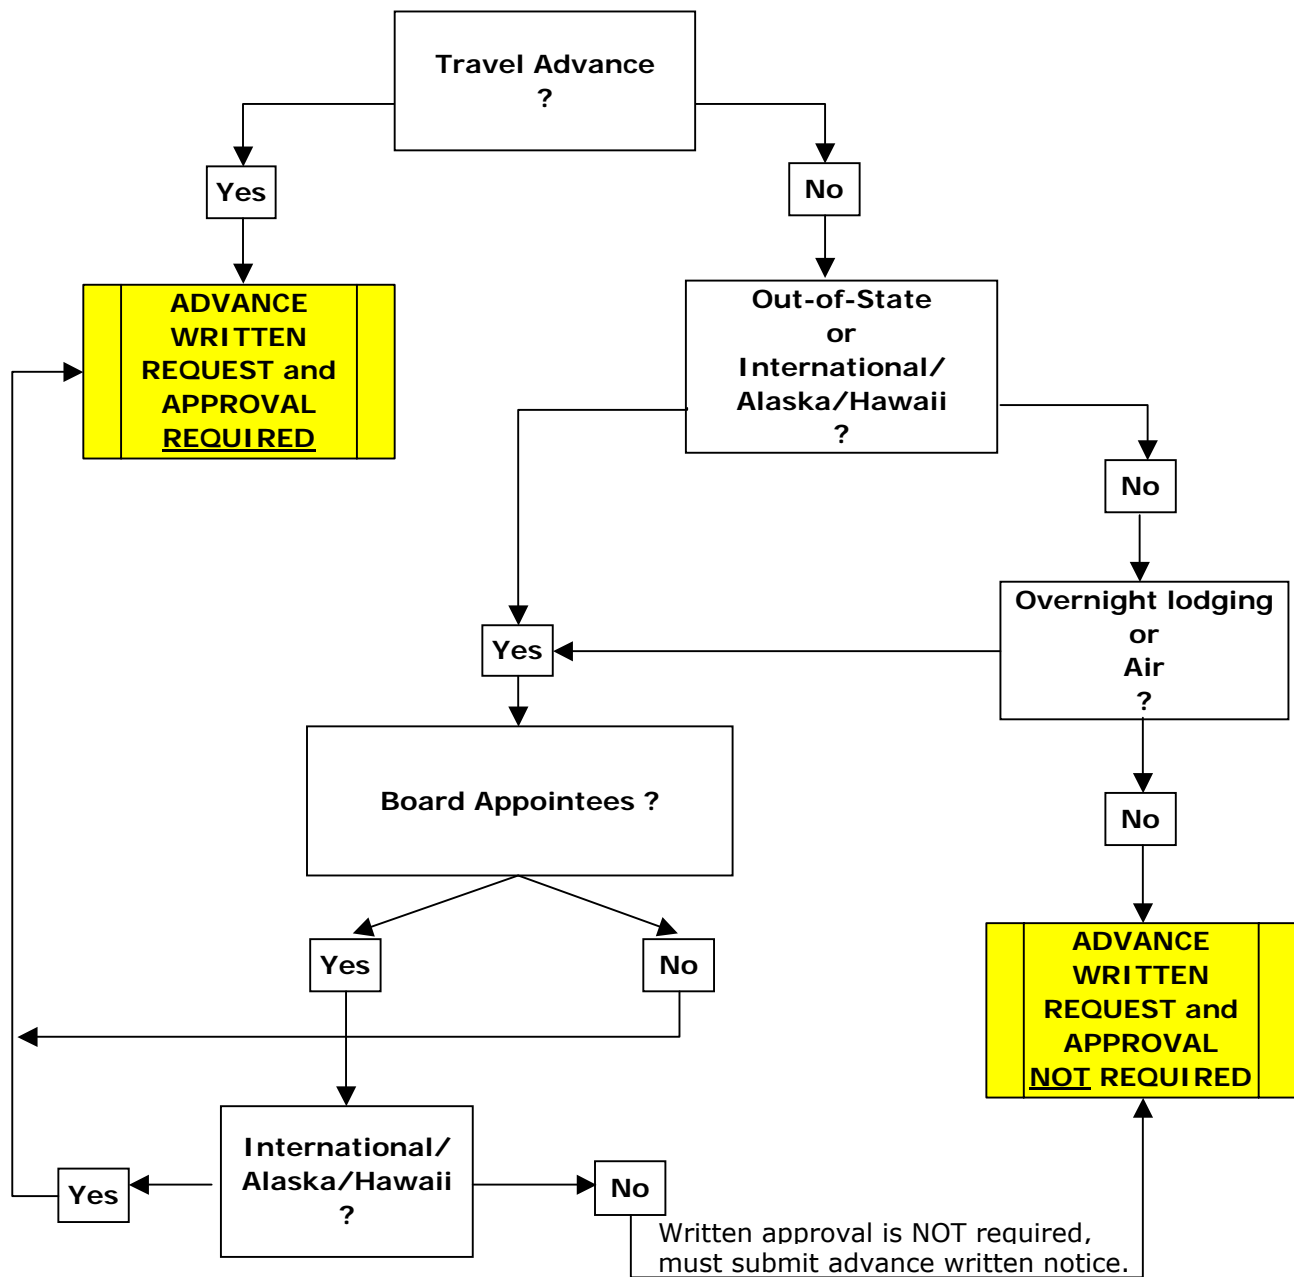 Travel Advance
?
Yes
No
ADVANCE
WRITTEN
REQUEST and
APPROVAL
REQUIRED
Out-of-State
or
International/
Alaska/Hawaii
?
No
Overnight lodging
or
Air
?
Yes
Board Appointees ?
No
Yes
No
ADVANCE
WRITTEN
REQUEST and
APPROVAL
NOT REQUIRED
International/
Alaska/Hawaii
?
Yes
No
Written approval is NOT required,
must submit advance written notice.